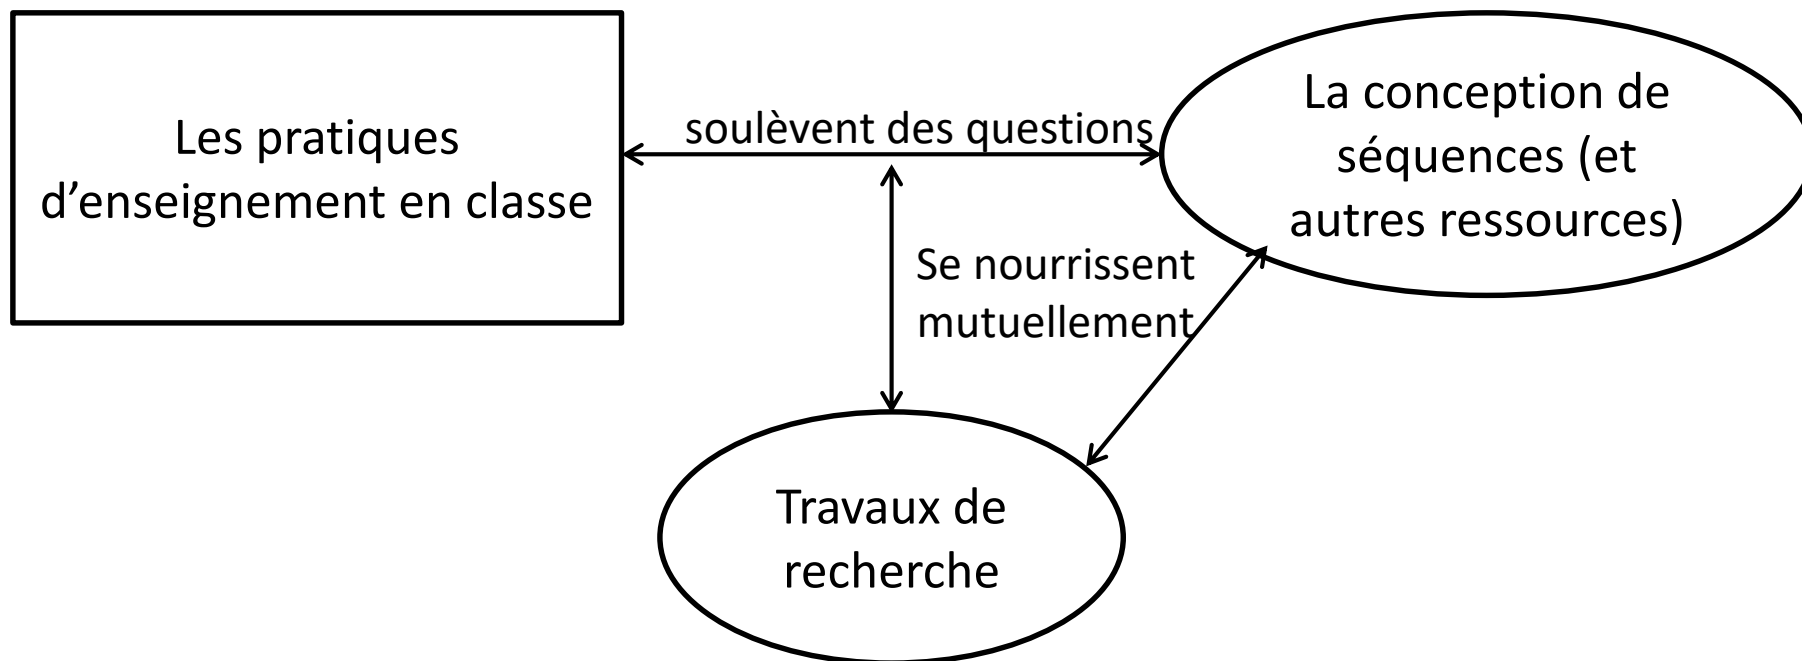 Les pratiques
d’enseignement en classe
soulèvent des questions
La conception de
séquences (et
autres ressources)
Se nourrissent
mutuellement
Travaux de
recherche